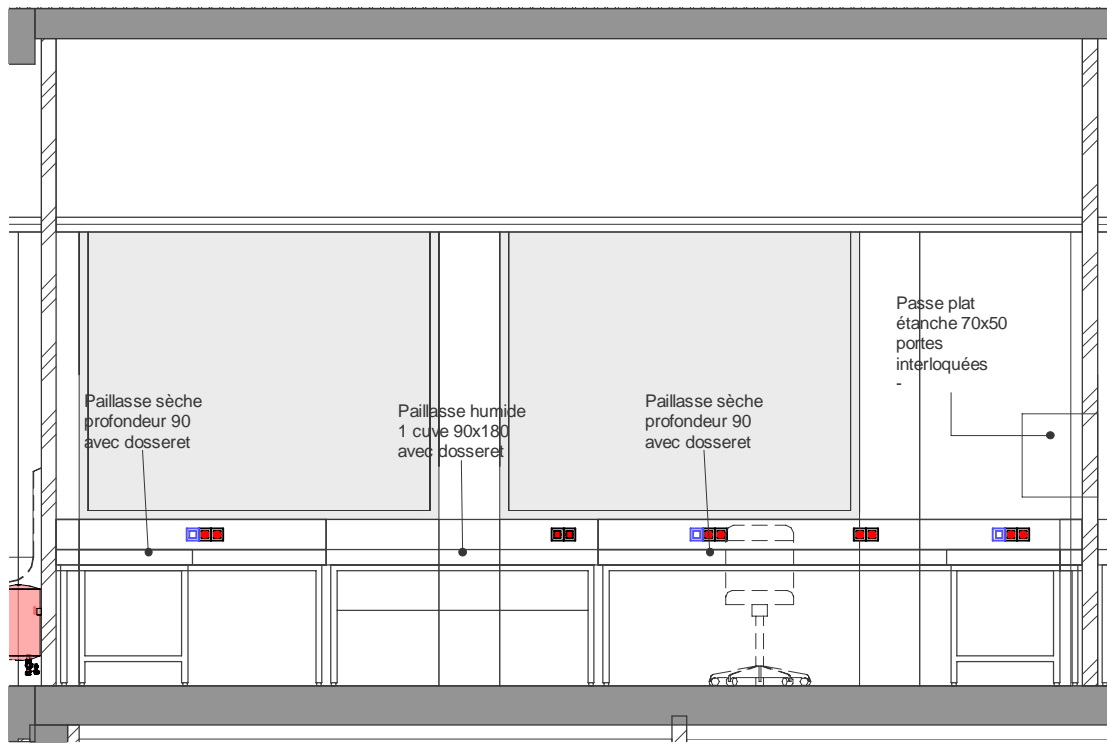 Passe plat
étanche 70x50
portes
interloquées
-
Paillasse sèche
profondeur 90
avec dosseret
Paillasse humide
1 cuve 90x180
avec dosseret
Paillasse sèche
profondeur 90
avec dosseret